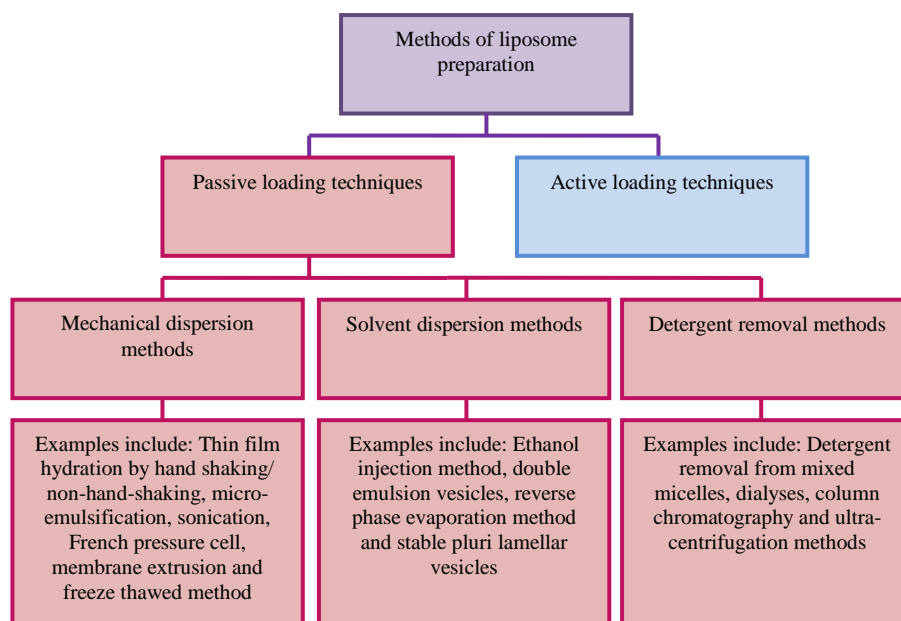 Methods of liposome
preparation
Passive loading techniques
Active loading techniques
Mechanical dispersion
methods
Solvent dispersion methods
Detergent removal methods
Examples include: Thin film
hydration by hand shaking/
non-hand-shaking, micro-
emulsification, sonication,
French pressure cell,
membrane extrusion and
freeze thawed method
Examples include: Ethanol
injection method, double
emulsion vesicles, reverse
phase evaporation method
and stable pluri lamellar
vesicles
Examples include: Detergent
removal from mixed
micelles, dialyses, column
chromatography and ultra-
centrifugation methods